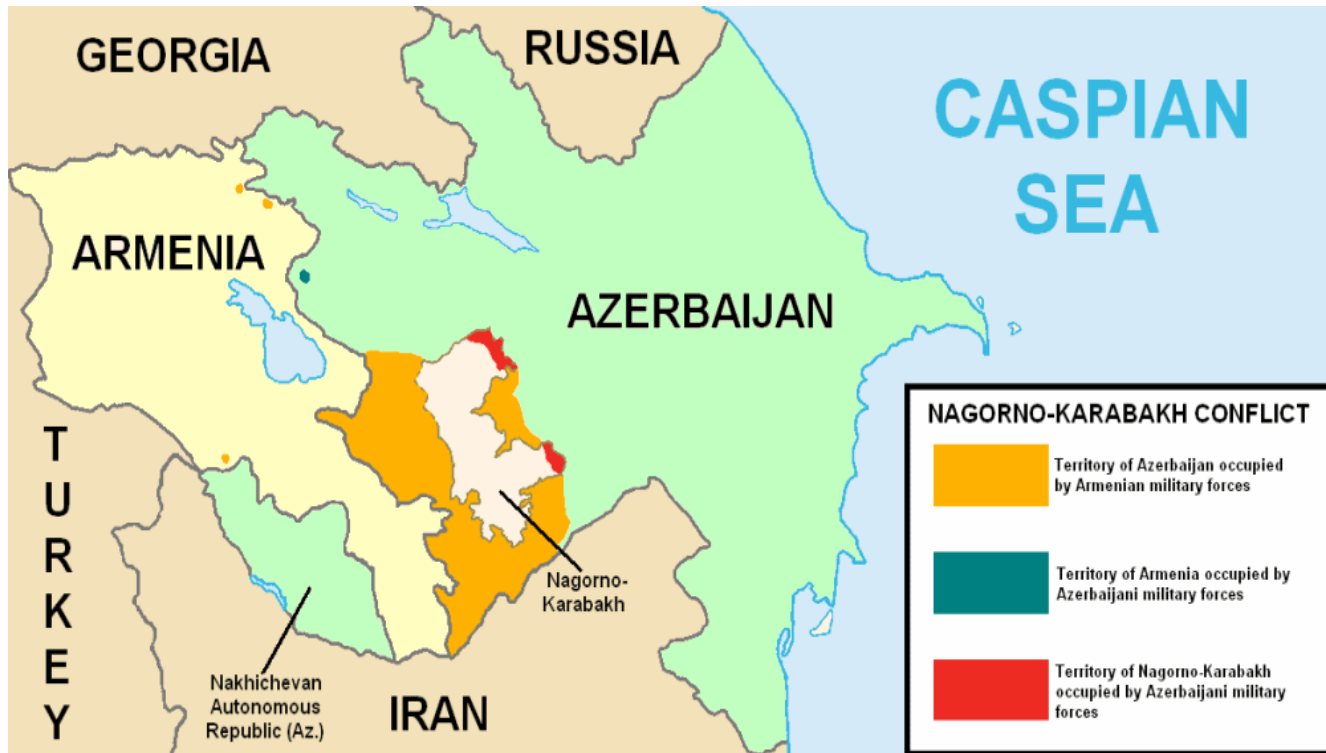 GEORGIA
RUSSIA
CASPIAN
SEA
ARMENIA
AZERBAIJAN
T
U
R
K
E
Y
Nagorno-
Karabakh
Nakhichevan
Autonomous
Republic (Az.)
IRAN
NAGORNO-KARABAKH CONFLICT
Territory of Azerbaijan occupied
by Armenian military forces
Territory of Armenia occupied by
Azerbaijani military forces
Territory of Nagorno-Karabakh
occupied by Azerbaijani military
forces